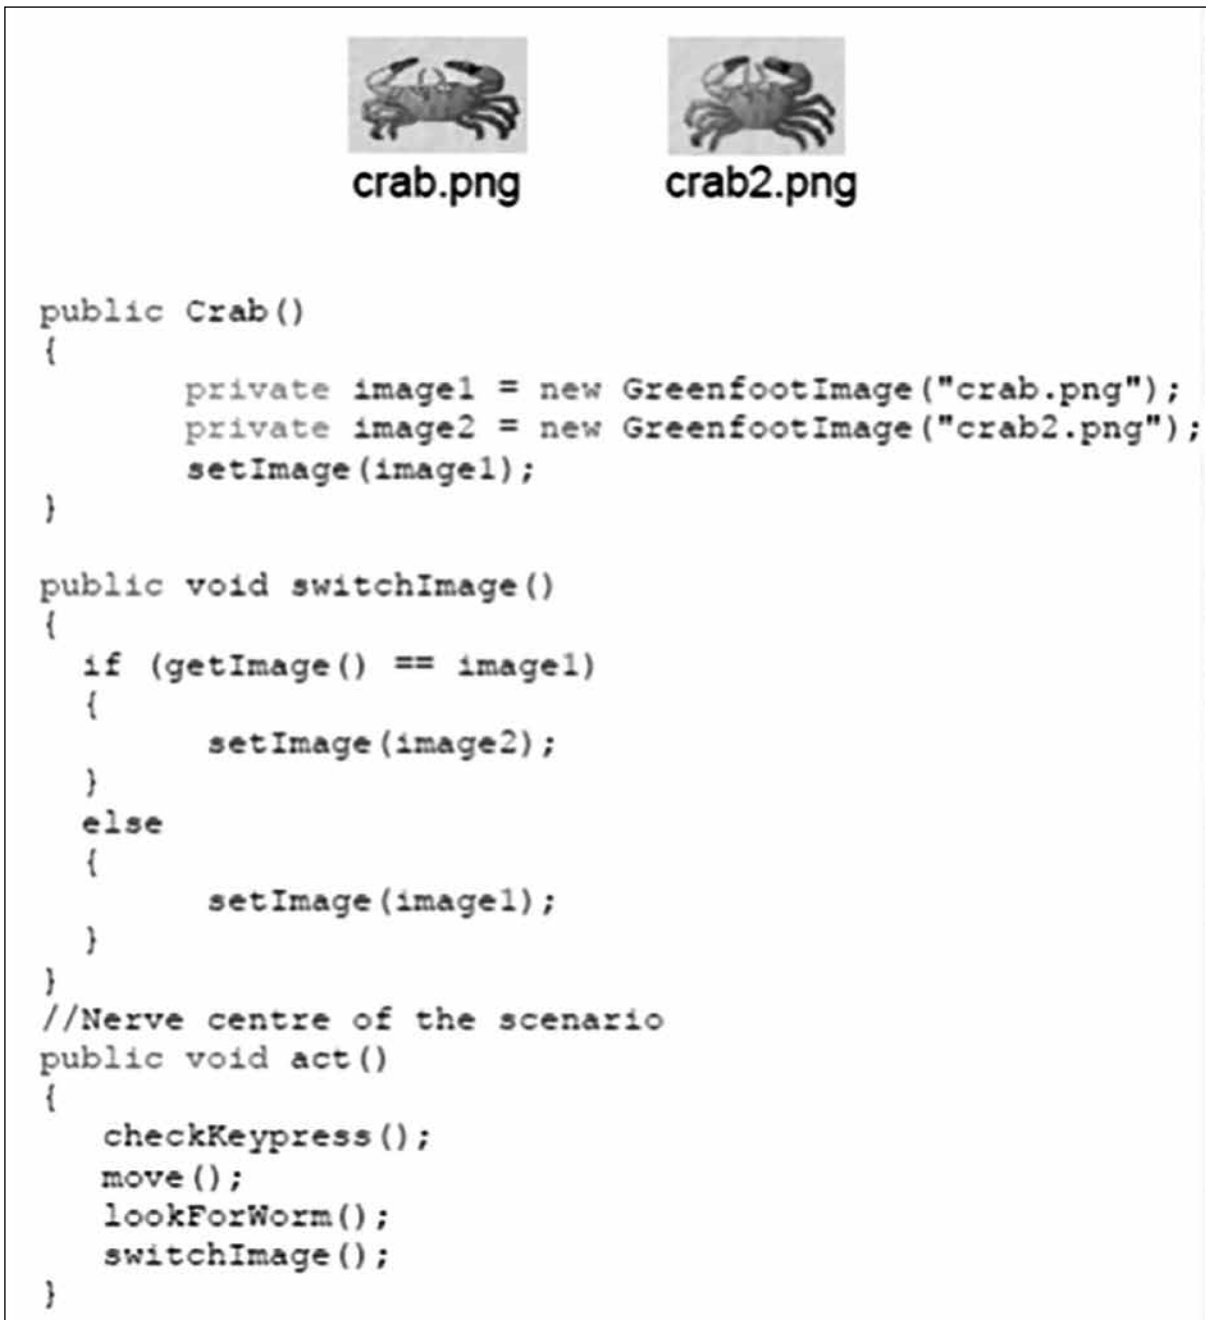 crab.png crab2.png
public Crab()
{
private image1 = new GreenfootImage("crab.png");
private image2 = new GreenfootImage("crab2.png");
setImage(image1);
}
public void switchImage()
{
if (getImage() == image1)
{
setImage(image2);
}
else
{
setImage(image1);
}
}
//Nerve centre of the scenario
public void act()
{
checkKeypress();
move();
lookForWorm();
switchImage();
}